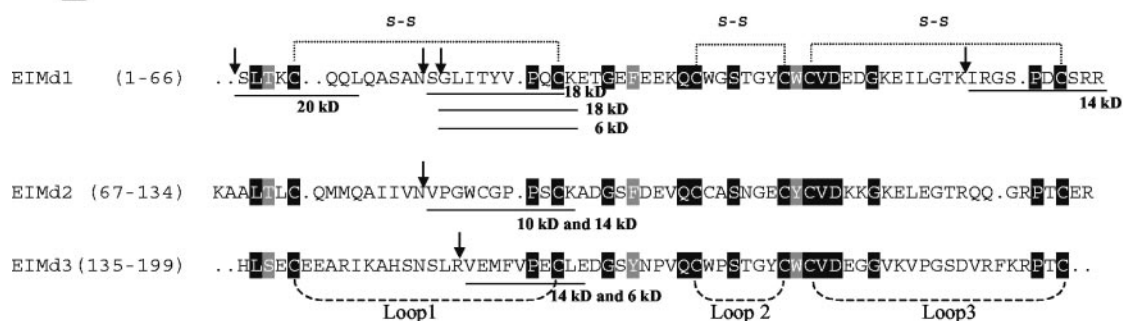 S-S S-S S-S
EIMd1 (1-66) ..SLTKC..QQLQASANSGLITYV.PQCKETGEFEEKQCWGSTGYCWCVDEDGKEILGTKIRGS.PDCSRR
20 kD 18 kD 14 kD
18 kD
6 kD
EIMd2 (67-134) KAALTLC.QMMQAIIVNVPGWCGP.PSCKADGSFDEVQCCASNGECYCVDKKGKELEGTRQQ.GRPTCER
10 kD and 14 kD
EIMd3(135-199) ..HLSECEEARIKAHSNSLRVEMFVPECLEDGSYNPVQCWPSTGYCWCVDEGGVKVPGSDVRFKRPTC..
14 kD and 6 kD
Loop1 Loop 2 Loop3